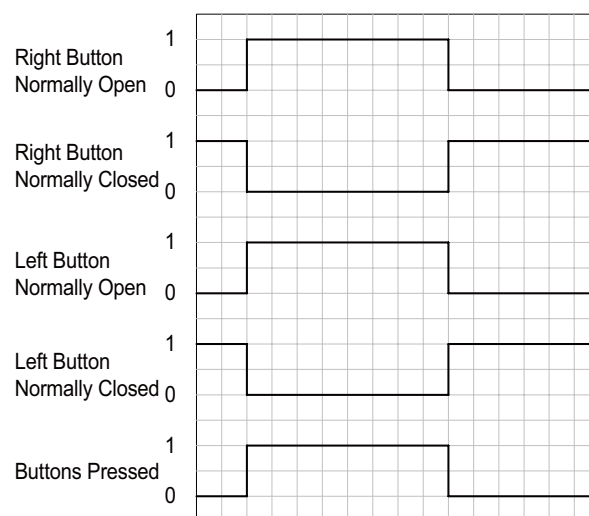 1
Right Button
Normally Open
0
1
Right Button
Normally Closed
0
1
Left Button
Normally Open
0
1
Left Button
Normally Closed
0
1
Buttons Pressed
0